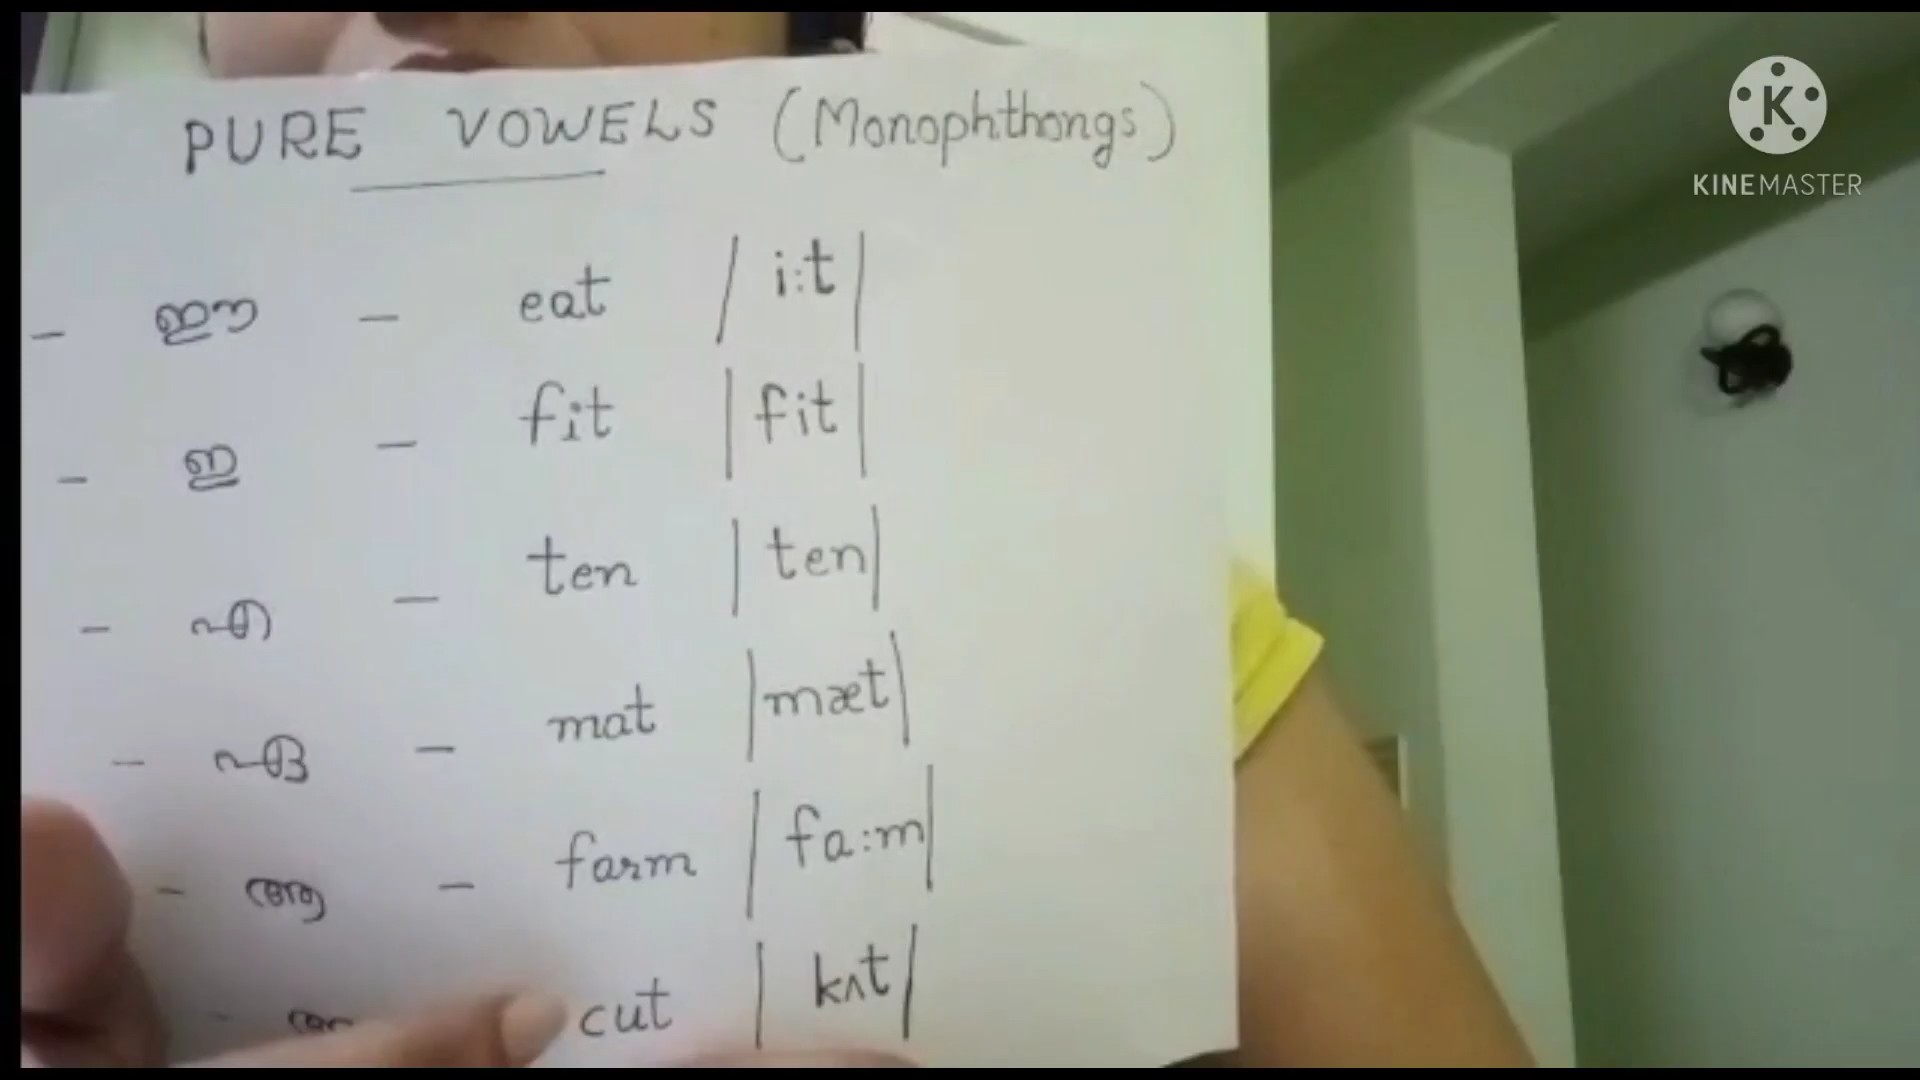 PURE VOWELS (Monophthongs)
K
KINEMASTER
- ഈ - eat | i:t |
- ഇ - fit | fit |
- എ - ten | ten |
- ഏ - mat | mæt |
- ആ - farm | fa:m |
- അ cut | kʌt |